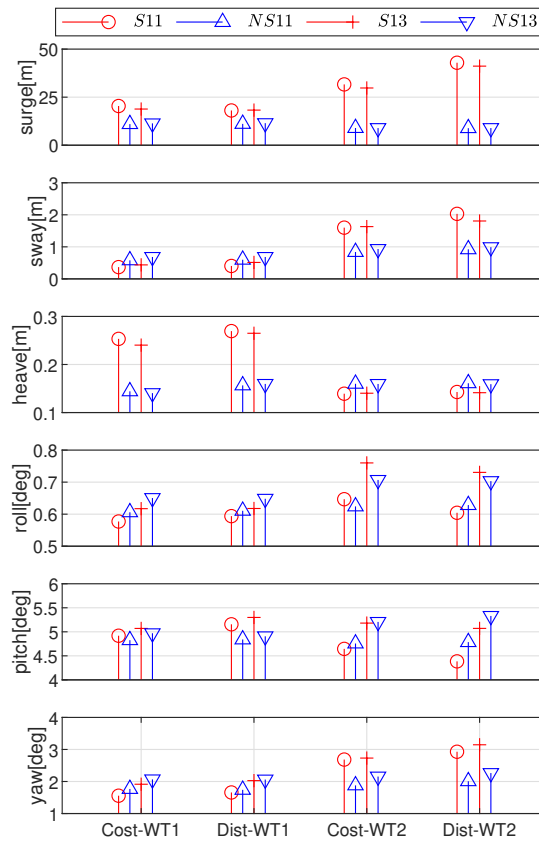 S11 NS11 S13 NS13
surge[m]
50
25
0
sway[m]
3
2
1
0
heave[m]
0.3
0.2
0.1
roll[deg]
0.8
0.7
0.6
0.5
pitch[deg]
6
5.5
5
4.5
4
yaw[deg]
4
3
2
1
Cost-WT1 Dist-WT1 Cost-WT2 Dist-WT2